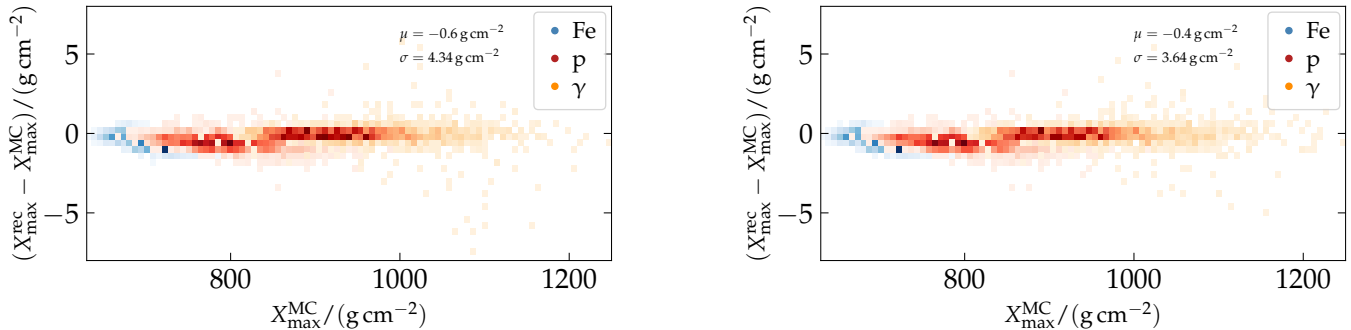 (X_max^rec − X_max^MC)/(g cm⁻²)
5
0
−5
μ = −0.6 g cm⁻²
σ = 4.34 g cm⁻²
Fe
p
γ
800
1000
1200
X_max^MC/(g cm⁻²)
(X_max^rec − X_max^MC)/(g cm⁻²)
5
0
−5
μ = −0.4 g cm⁻²
σ = 3.64 g cm⁻²
Fe
p
γ
800
1000
1200
X_max^MC/(g cm⁻²)